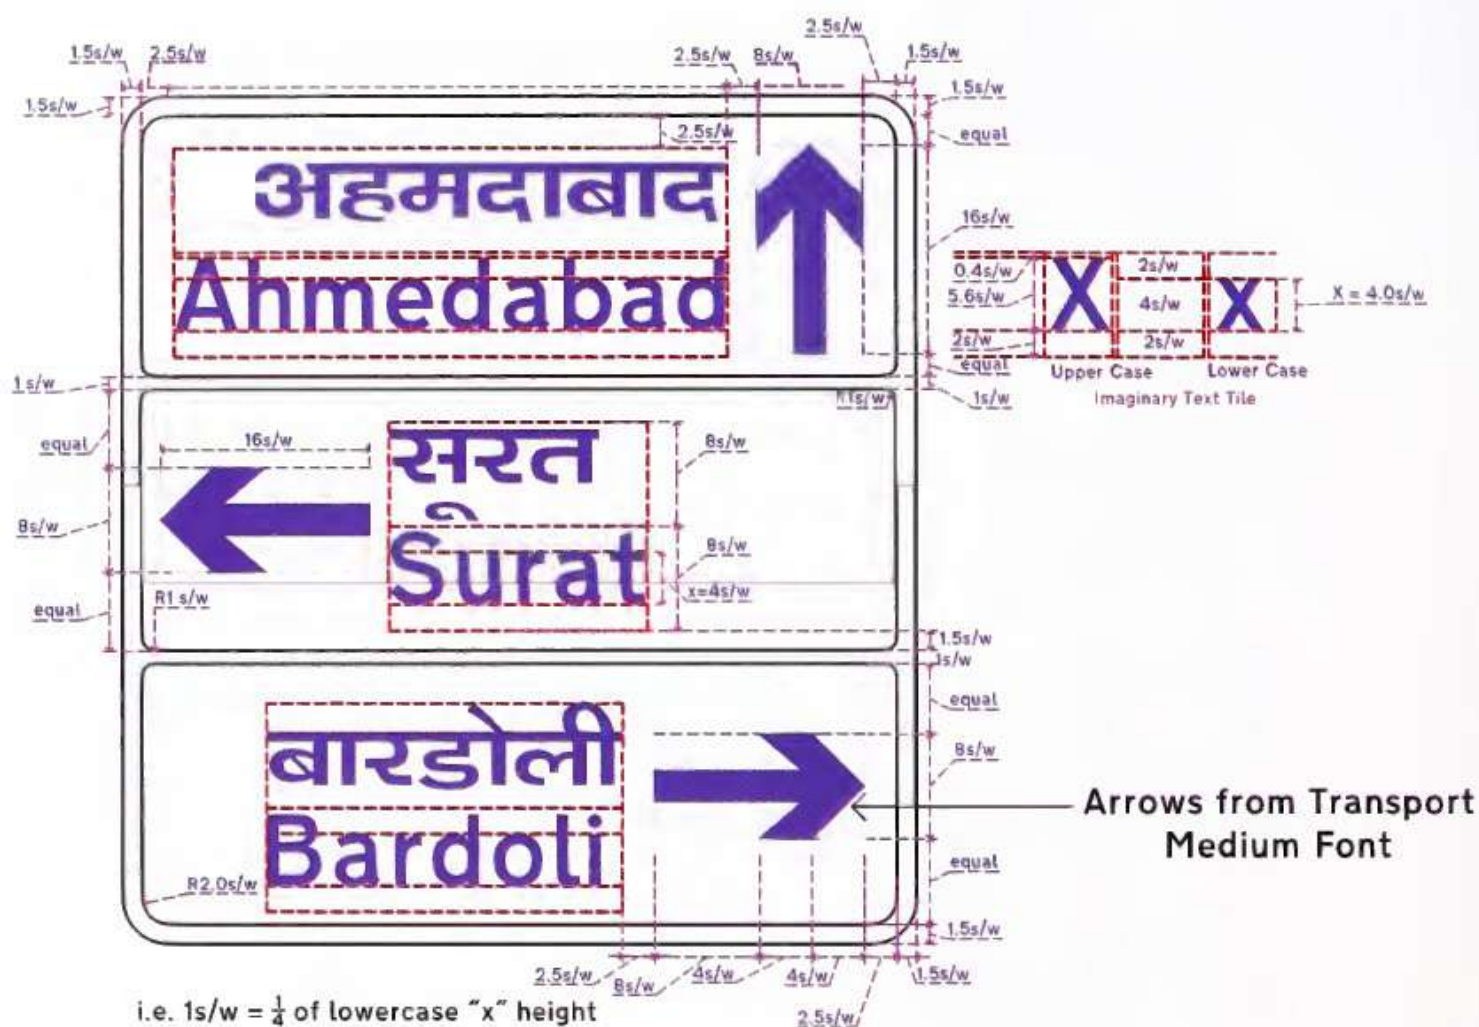 2.5s/w
1.5s/w 2.5s/w 2.5s/w 8s/w 1.5s/w
1.5s/w 1.5s/w
2.5s/w equal
अहमदाबाद
16s/w
Ahmedabad
0.4s/w X 2s/w x
5.6s/w 4s/w X = 4.0s/w
2s/w 2s/w
equal
Upper Case Lower Case
Imaginary Text Tile
1s/w R1s/w 1s/w
equal 16s/w सूरत 8s/w
8s/w Surat 8s/w
x=4s/w
equal R1 s/w
1.5s/w
1s/w
equal
बारडोली
8s/w
Arrows from Transport
Medium Font
Bardoli
equal
R2.0s/w
1.5s/w
2.5s/w 8s/w 4s/w 4s/w 1.5s/w
2.5s/w
i.e. 1s/w = ¼ of lowercase “x” height